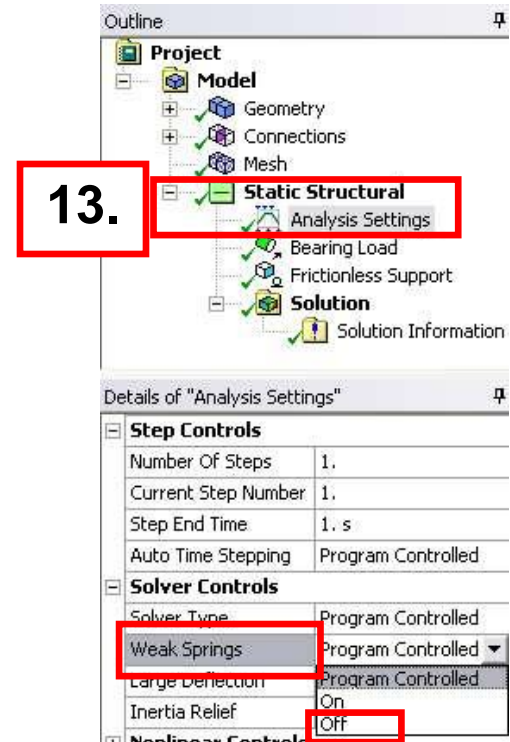 Outline
Project
Model
Geometry
Connections
Mesh
13.
Static Structural
Analysis Settings
Bearing Load
Frictionless Support
Solution
Solution Information
Details of "Analysis Settings"
Step Controls
Number Of Steps 1.
Current Step Number 1.
Step End Time 1. s
Auto Time Stepping Program Controlled
Solver Controls
Solver Type Program Controlled
Weak Springs Program Controlled
Large Deflection Program Controlled
Inertia Relief On
Off
Nonlinear Controls